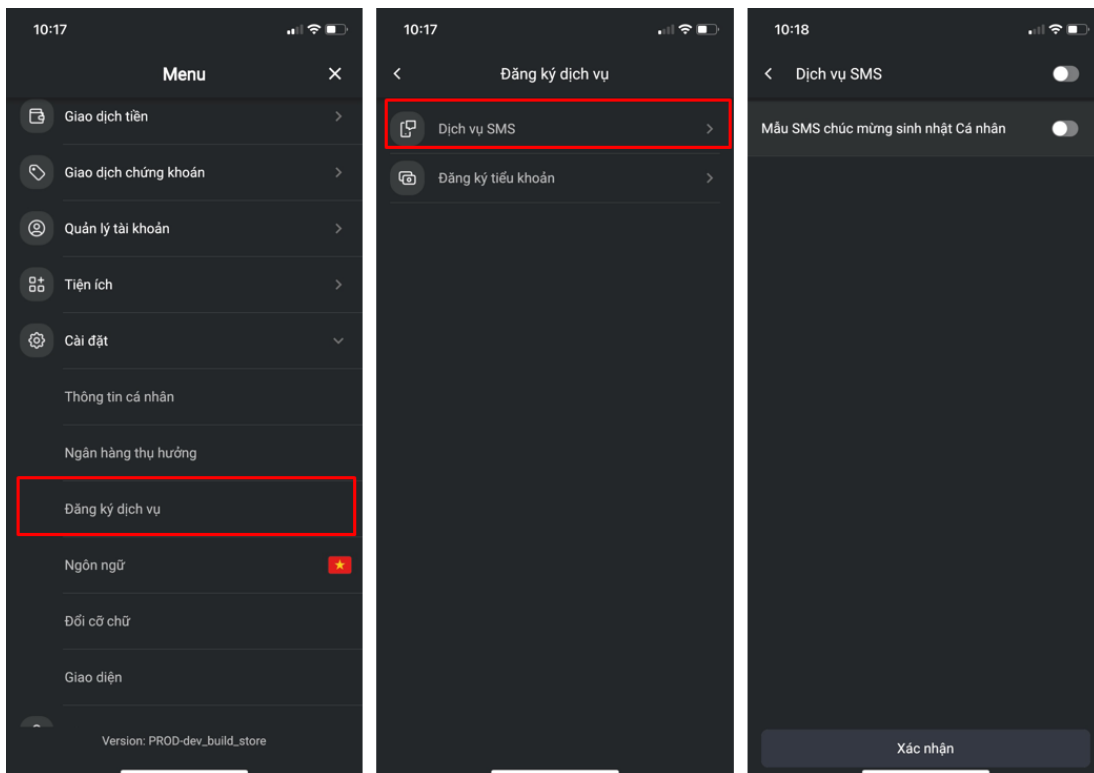 10:17
Menu
Giao dịch tiền
Giao dịch chứng khoán
Quản lý tài khoản
Tiện ích
Cài đặt
Thông tin cá nhân
Ngân hàng thụ hưởng
Đăng ký dịch vụ
Ngôn ngữ
Đổi cỡ chữ
Giao diện
Version: PROD-dev_build_store
10:17
Đăng ký dịch vụ
Dịch vụ SMS
Đăng ký tiểu khoản
10:18
Dịch vụ SMS
Mẫu SMS chúc mừng sinh nhật Cá nhân
Xác nhận